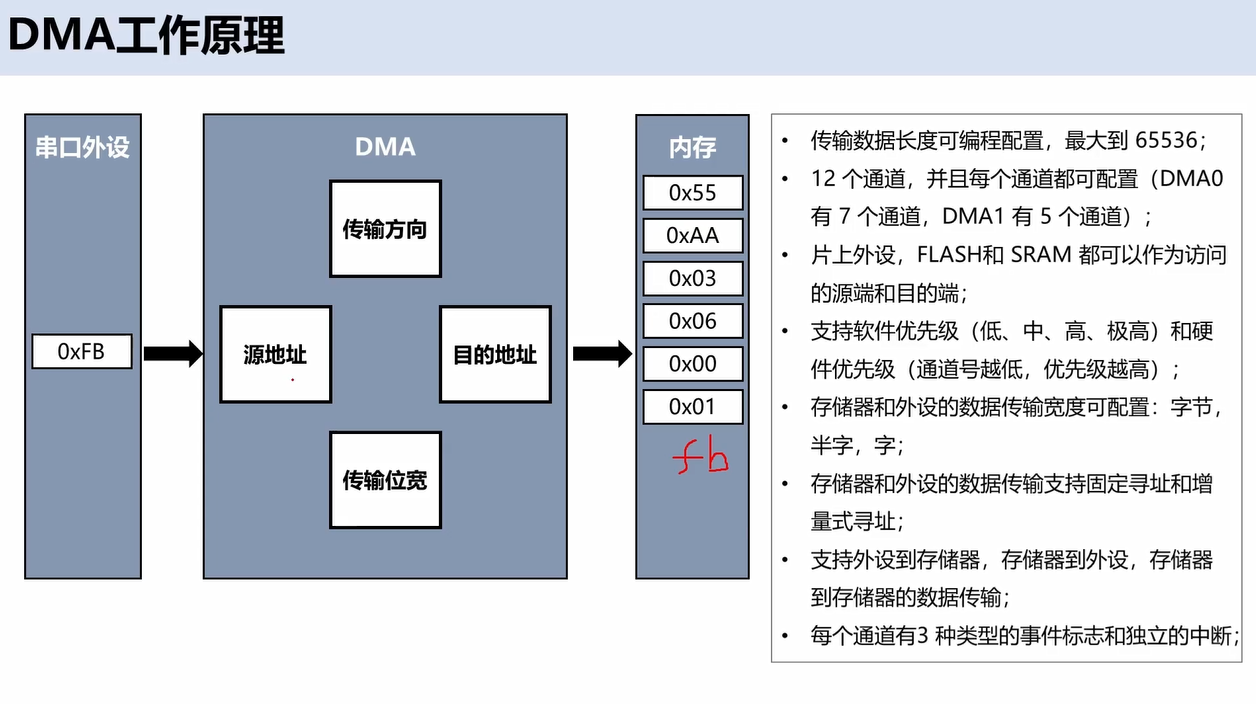 DMA工作原理
串口外设
0xFB
DMA
传输方向
源地址
目的地址
传输位宽
内存
0x55
0xAA
0x03
0x06
0x00
0x01
fb
• 传输数据长度可编程配置，最大到 65536；
• 12 个通道，并且每个通道都可配置（DMA0
有 7 个通道，DMA1 有 5 个通道）；
• 片上外设，FLASH和 SRAM 都可以作为访问
的源端和目的端；
• 支持软件优先级（低、中、高、极高）和硬
件优先级（通道号越低，优先级越高）；
• 存储器和外设的数据传输宽度可配置：字节，
半字，字；
• 存储器和外设的数据传输支持固定寻址和增
量式寻址；
• 支持外设到存储器，存储器到外设，存储器
到存储器的数据传输；
• 每个通道有3 种类型的事件标志和独立的中断；